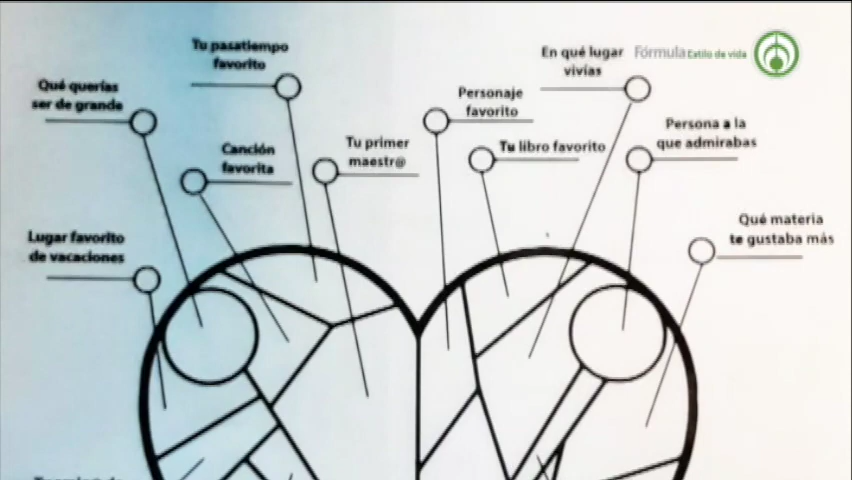 Tu pasatiempo
favorito
En qué lugar
vivías
Fórmula Estilo de vida
Qué querías
ser de grande
Personaje
favorito
Persona a la
que admirabas
Canción
favorita
Tu primer
maestr@
Tu libro favorito
Qué materia
te gustaba más
Lugar favorito
de vacaciones